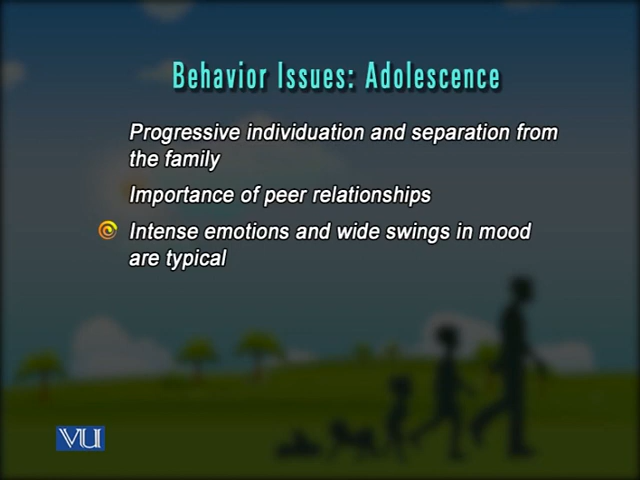 Behavior Issues: Adolescence
Progressive individuation and separation from
the family
Importance of peer relationships
Intense emotions and wide swings in mood
are typical
VU